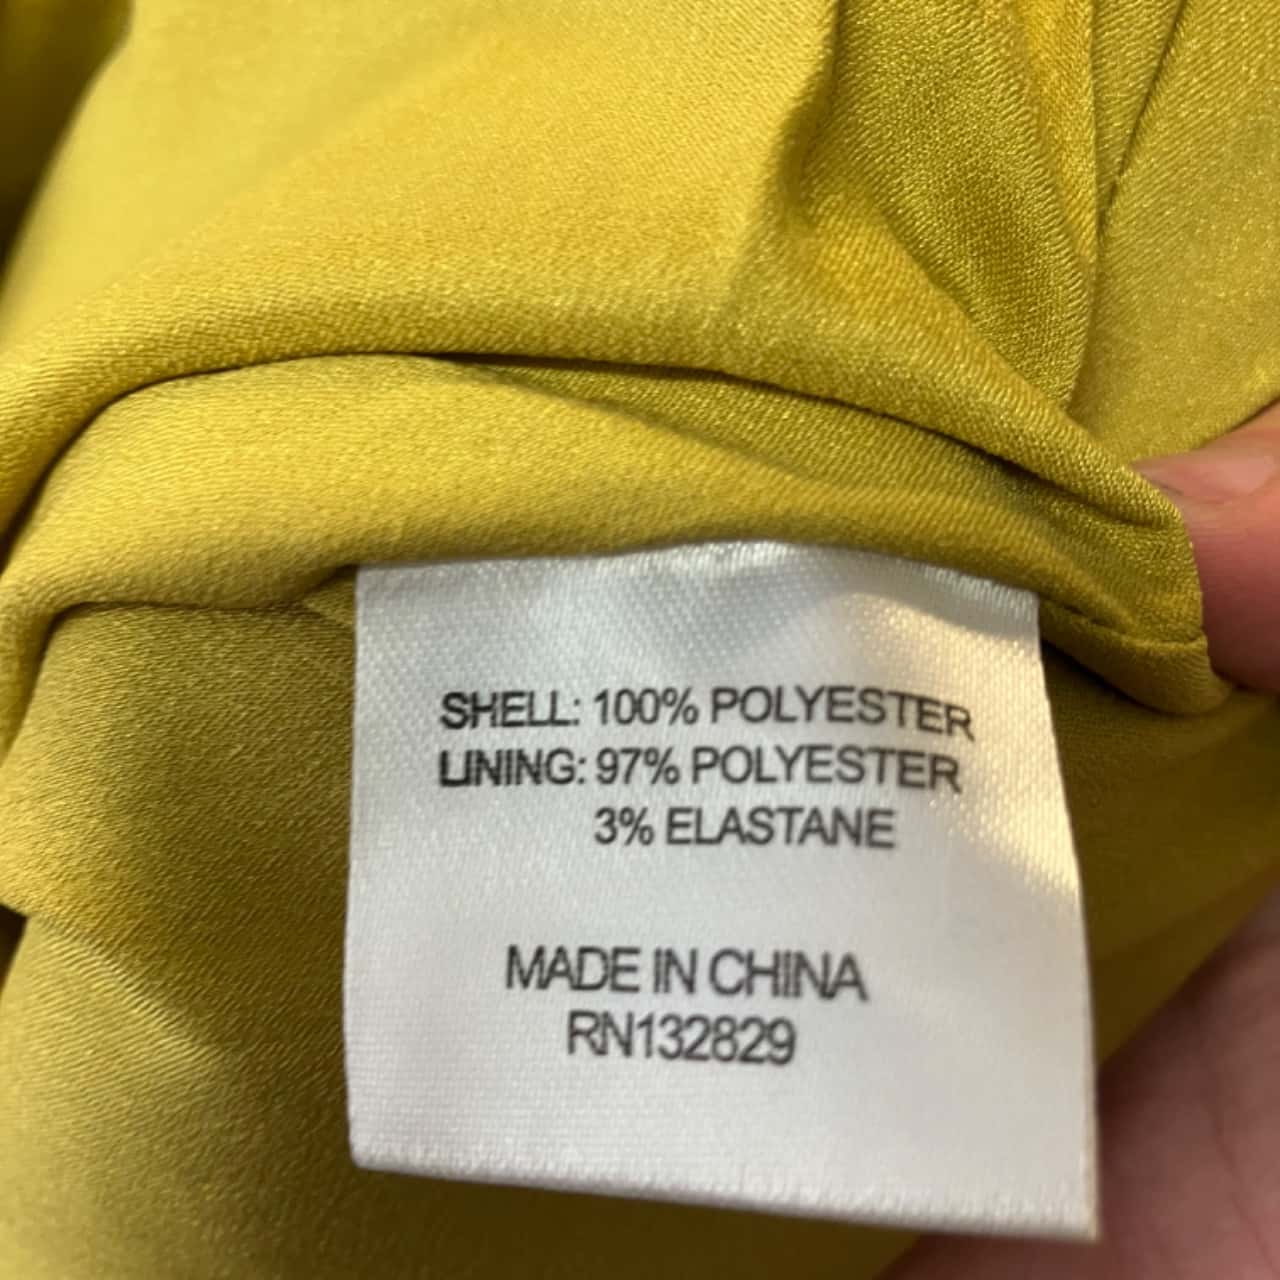 SHELL: 100% POLYESTER
LINING: 97% POLYESTER
3% ELASTANE
MADE IN CHINA
RN132829